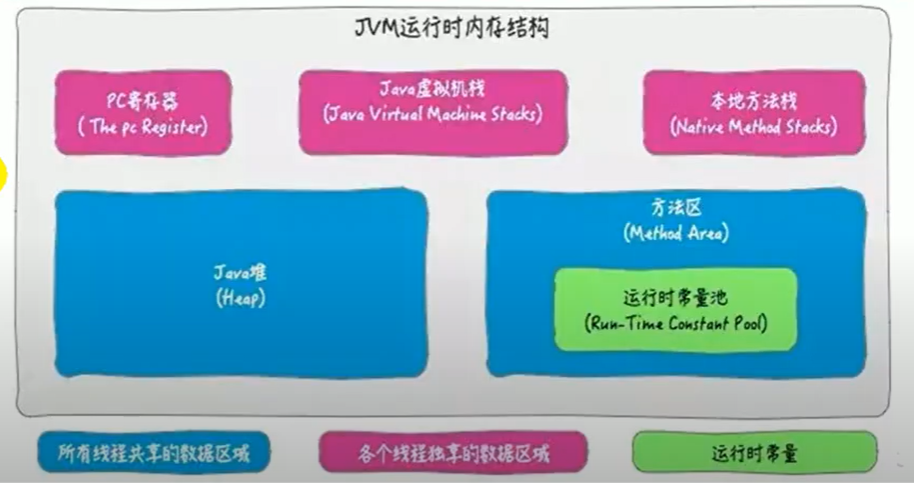 JVM运行时内存结构
PC寄存器
( The pc Register)
Java虚拟机栈
(Java Virtual Machine Stacks)
本地方法栈
(Native Method Stacks)
Java堆
(Heap)
方法区
(Method Area)
运行时常量池
(Run-Time Constant Pool)
所有线程共享的数据区域
各个线程独享的数据区域
运行时常量